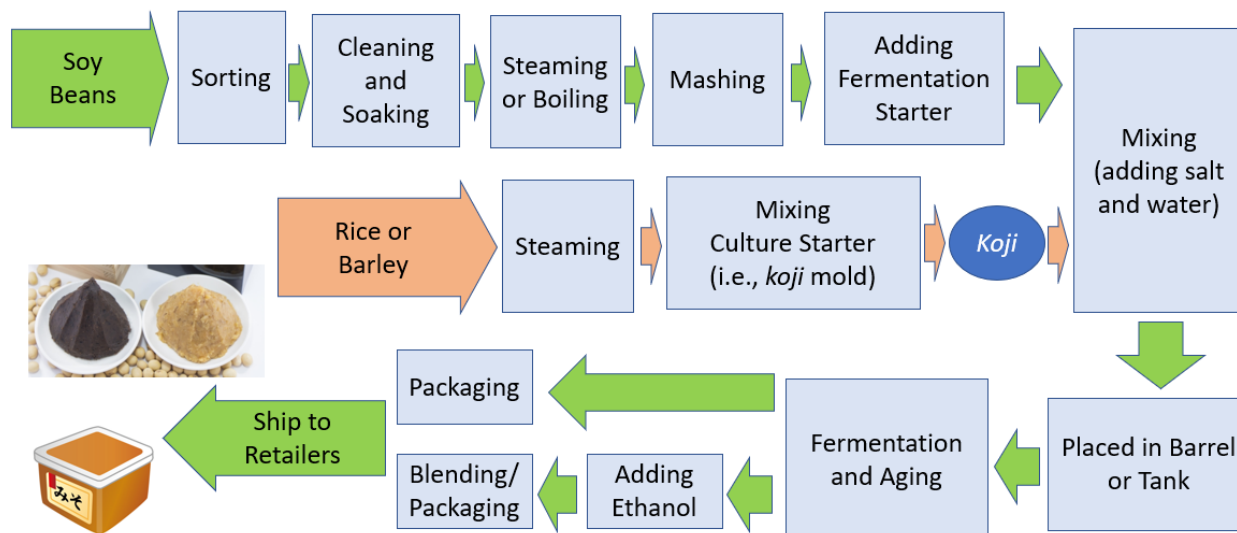 Soy
Beans
Sorting
Cleaning
and
Soaking
Steaming
or Boiling
Mashing
Adding
Fermentation
Starter
Mixing
(adding salt
and water)
Rice or
Barley
Steaming
Mixing
Culture Starter
(i.e., koji mold)
Koji
Placed in Barrel
or Tank
Fermentation
and Aging
Packaging
Adding
Ethanol
Blending/
Packaging
Ship to
Retailers
みそ